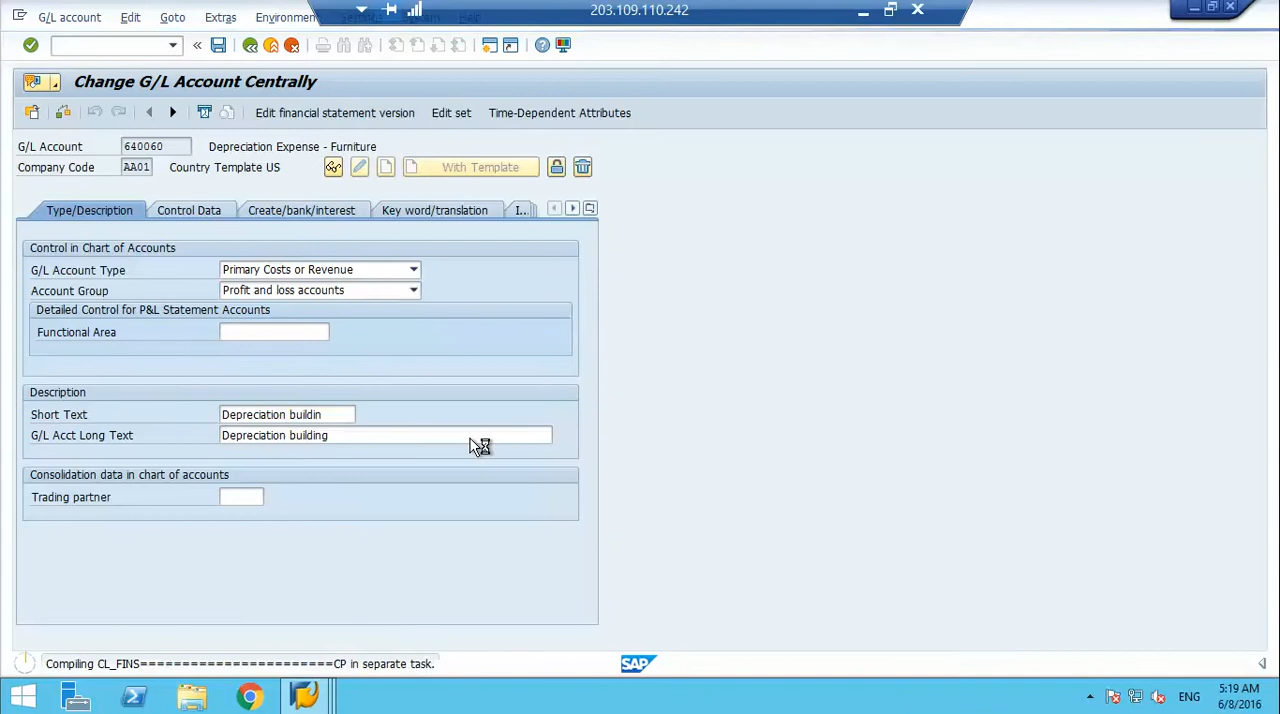 203.109.110.242
G/L account Edit Goto Extras Environment Settings System Help
Change G/L Account Centrally
Edit financial statement version Edit set Time-Dependent Attributes
G/L Account 640060 Depreciation Expense - Furniture
Company Code AA01 Country Template US With Template
Type/Description Control Data Create/bank/interest Key word/translation I...
Control in Chart of Accounts
G/L Account Type Primary Costs or Revenue
Account Group Profit and loss accounts
Detailed Control for P&L Statement Accounts
Functional Area
Description
Short Text Depreciation buildin
G/L Acct Long Text Depreciation building
Consolidation data in chart of accounts
Trading partner
Compiling CL_FINS=======================CP in separate task.
SAP
ENG
5:19 AM
6/8/2016